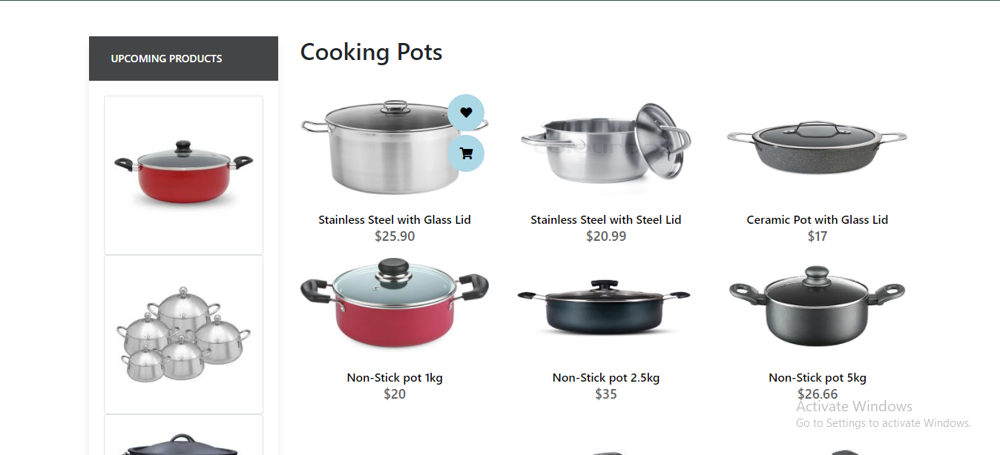 UPCOMING PRODUCTS
Cooking Pots
Stainless Steel with Glass Lid
$25.90
Stainless Steel with Steel Lid
$20.99
Ceramic Pot with Glass Lid
$17
Non-Stick pot 1kg
$20
Non-Stick pot 2.5kg
$35
Non-Stick pot 5kg
$26.66
Activate Windows
Go to Settings to activate Windows.